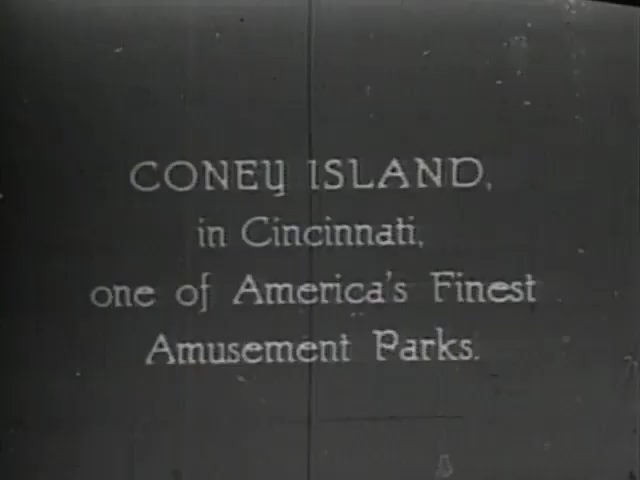 CONEY ISLAND,
in Cincinnati,
one of America's Finest
Amusement Parks.